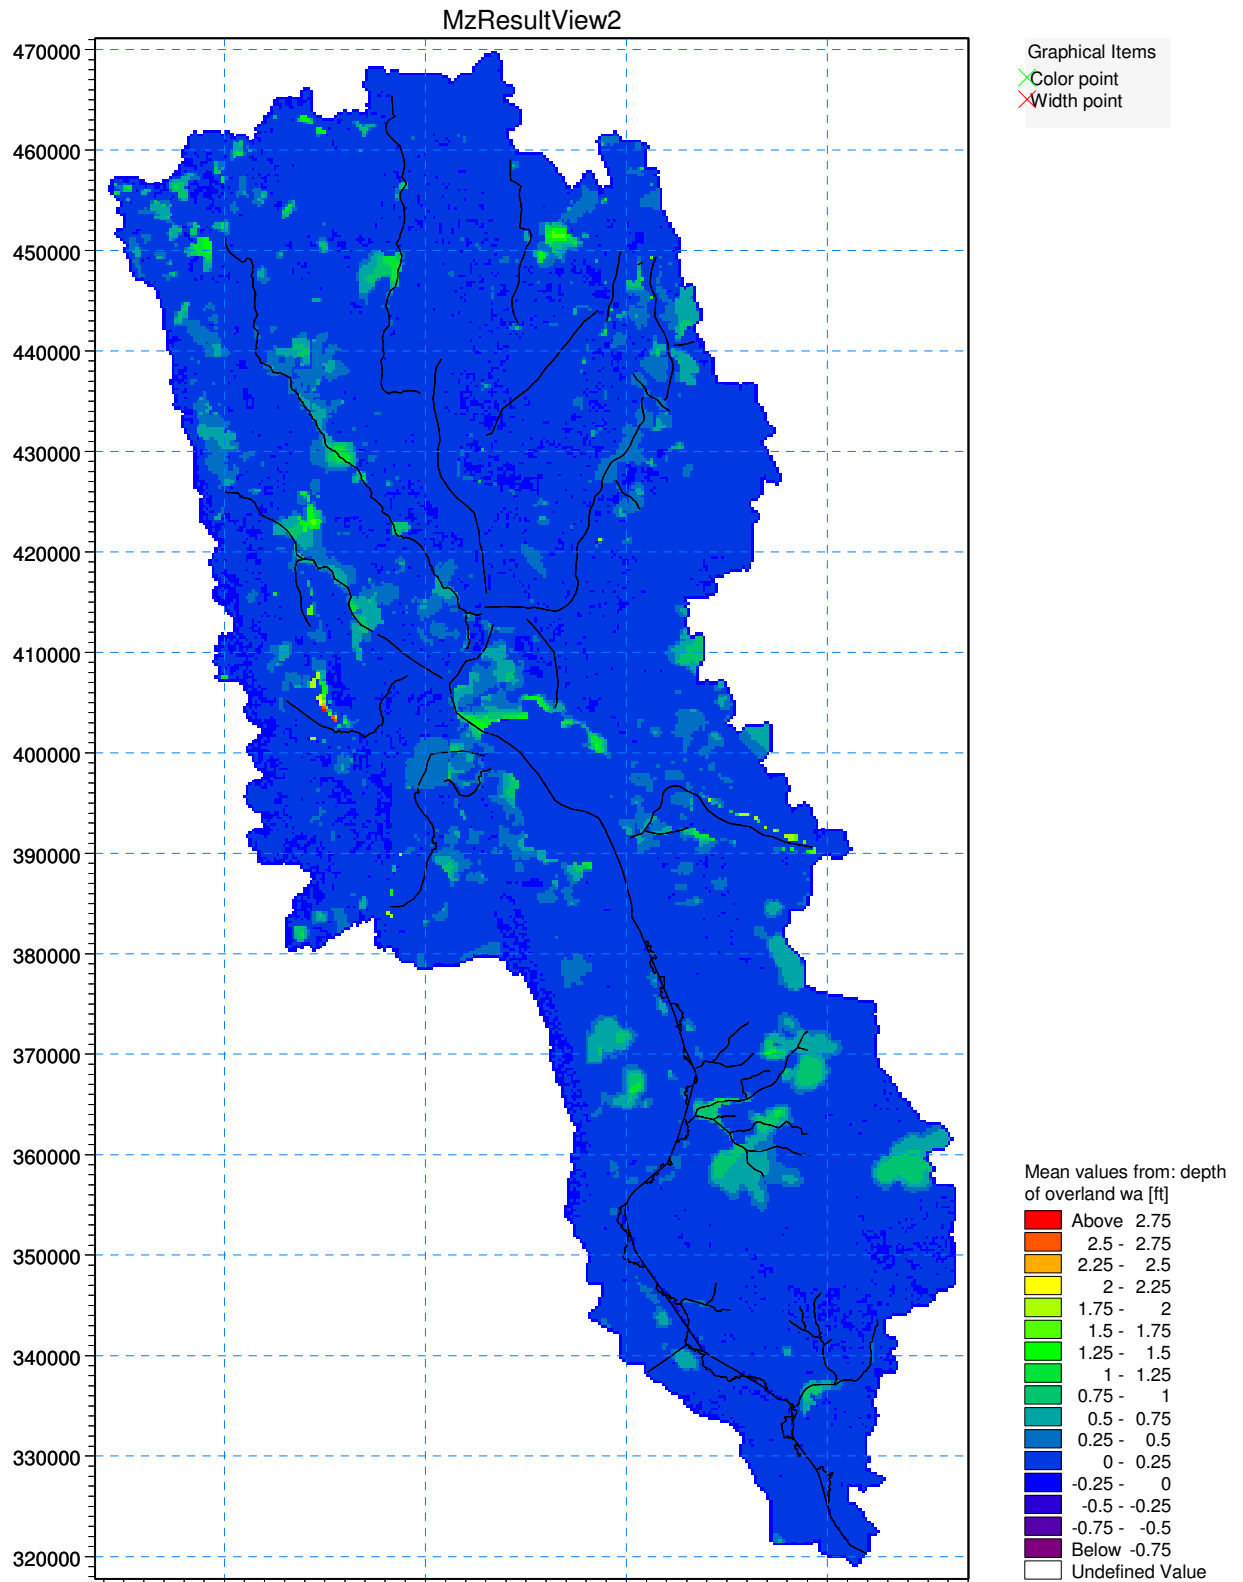 MzResultView2
Graphical Items
Color point
Width point
470000
460000
450000
440000
430000
420000
410000
400000
390000
380000
370000
360000
350000
340000
330000
320000
Mean values from: depth
of overland wa [ft]
Above 2.75
2.5 - 2.75
2.25 - 2.5
2 - 2.25
1.75 - 2
1.5 - 1.75
1.25 - 1.5
1 - 1.25
0.75 - 1
0.5 - 0.75
0.25 - 0.5
0 - 0.25
-0.25 - 0
-0.5 - -0.25
-0.75 - -0.5
Below -0.75
Undefined Value